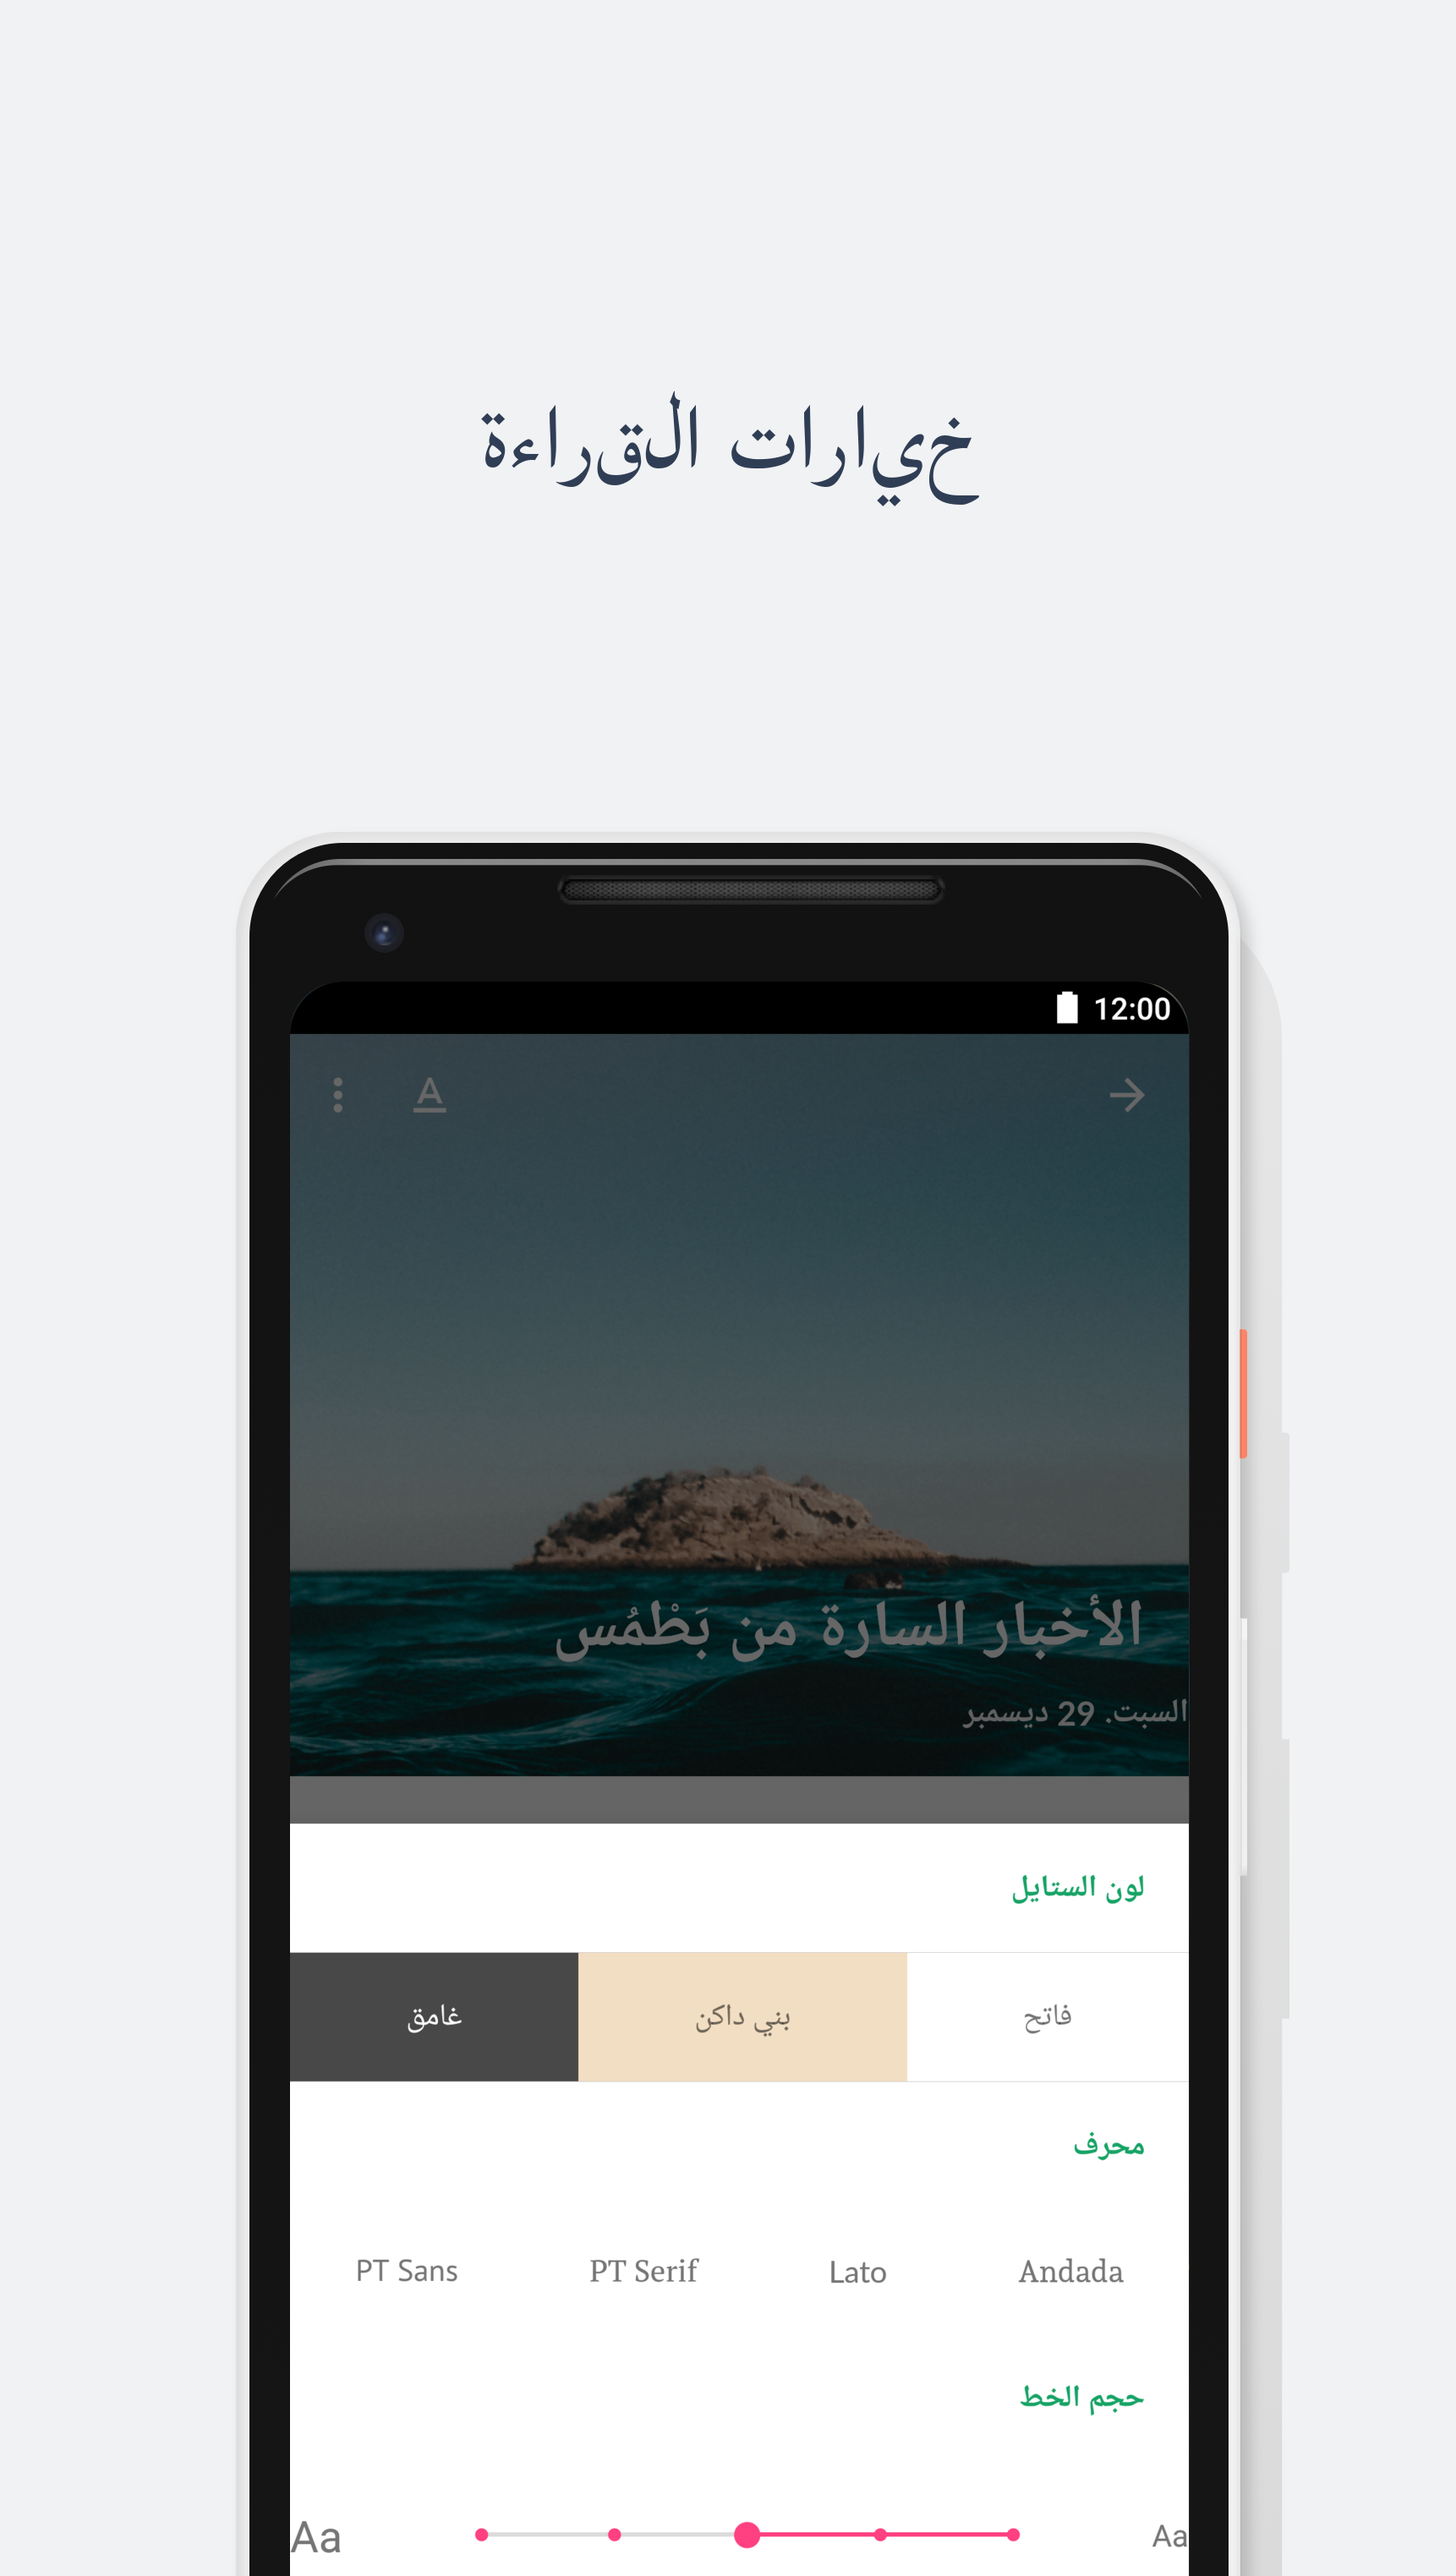 خيارات القراءة
12:00
A
الأخبار السارة من بَطْمُس
السبت. 29 ديسمبر
لون الستايل
فاتح بني داكن غامق
محرف
PT Sans PT Serif Lato Andada
حجم الخط
Aa Aa